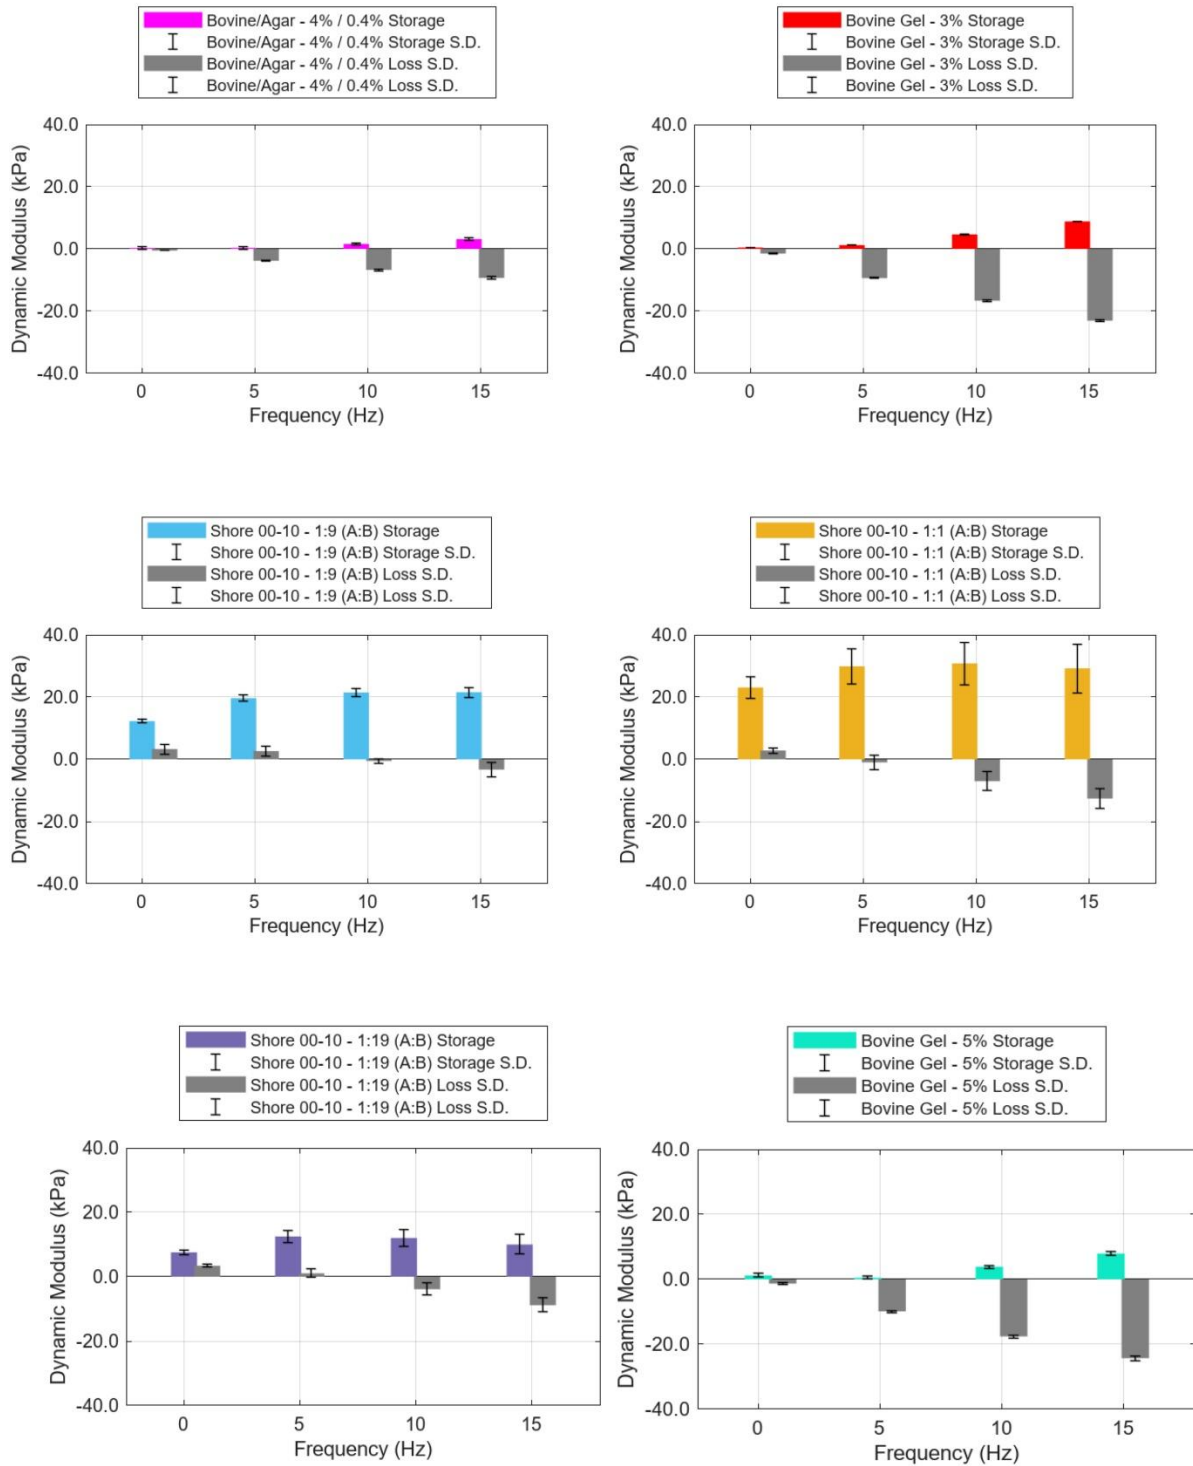 Bovine/Agar - 4% / 0.4% Storage
Bovine/Agar - 4% / 0.4% Storage S.D.
Bovine/Agar - 4% / 0.4% Loss S.D.
Bovine/Agar - 4% / 0.4% Loss S.D.
40.0
20.0
0.0
-20.0
-40.0
Dynamic Modulus (kPa)
0 5 10 15
Frequency (Hz)
Bovine Gel - 3% Storage
Bovine Gel - 3% Storage S.D.
Bovine Gel - 3% Loss S.D.
Bovine Gel - 3% Loss S.D.
40.0
20.0
0.0
-20.0
-40.0
Dynamic Modulus (kPa)
0 5 10 15
Frequency (Hz)
Shore 00-10 - 1:9 (A:B) Storage
Shore 00-10 - 1:9 (A:B) Storage S.D.
Shore 00-10 - 1:9 (A:B) Loss S.D.
Shore 00-10 - 1:9 (A:B) Loss S.D.
40.0
20.0
0.0
-20.0
-40.0
Dynamic Modulus (kPa)
0 5 10 15
Frequency (Hz)
Shore 00-10 - 1:1 (A:B) Storage
Shore 00-10 - 1:1 (A:B) Storage S.D.
Shore 00-10 - 1:1 (A:B) Loss S.D.
Shore 00-10 - 1:1 (A:B) Loss S.D.
40.0
20.0
0.0
-20.0
-40.0
Dynamic Modulus (kPa)
0 5 10 15
Frequency (Hz)
Shore 00-10 - 1:19 (A:B) Storage
Shore 00-10 - 1:19 (A:B) Storage S.D.
Shore 00-10 - 1:19 (A:B) Loss S.D.
Shore 00-10 - 1:19 (A:B) Loss S.D.
40.0
20.0
0.0
-20.0
-40.0
Dynamic Modulus (kPa)
0 5 10 15
Frequency (Hz)
Bovine Gel - 5% Storage
Bovine Gel - 5% Storage S.D.
Bovine Gel - 5% Loss S.D.
Bovine Gel - 5% Loss S.D.
40.0
20.0
0.0
-20.0
-40.0
Dynamic Modulus (kPa)
0 5 10 15
Frequency (Hz)